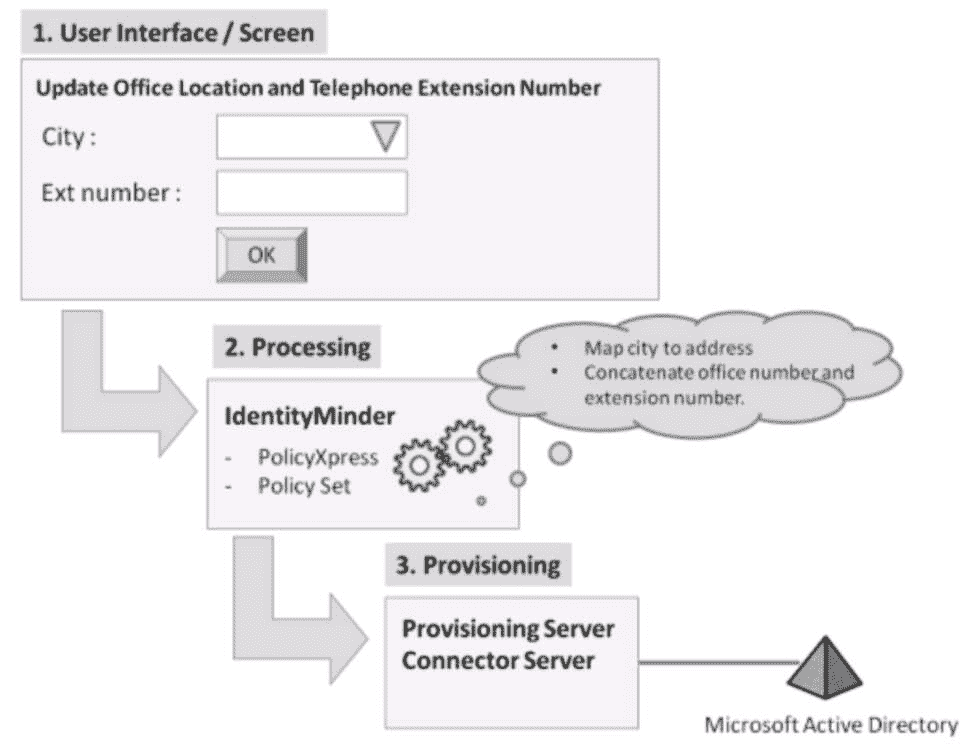 1. User Interface / Screen
Update Office Location and Telephone Extension Number
City :
Ext number :
OK
2. Processing
IdentityMinder
- PolicyXpress
- Policy Set
• Map city to address
• Concatenate office number and
extension number.
3. Provisioning
Provisioning Server
Connector Server
Microsoft Active Directory